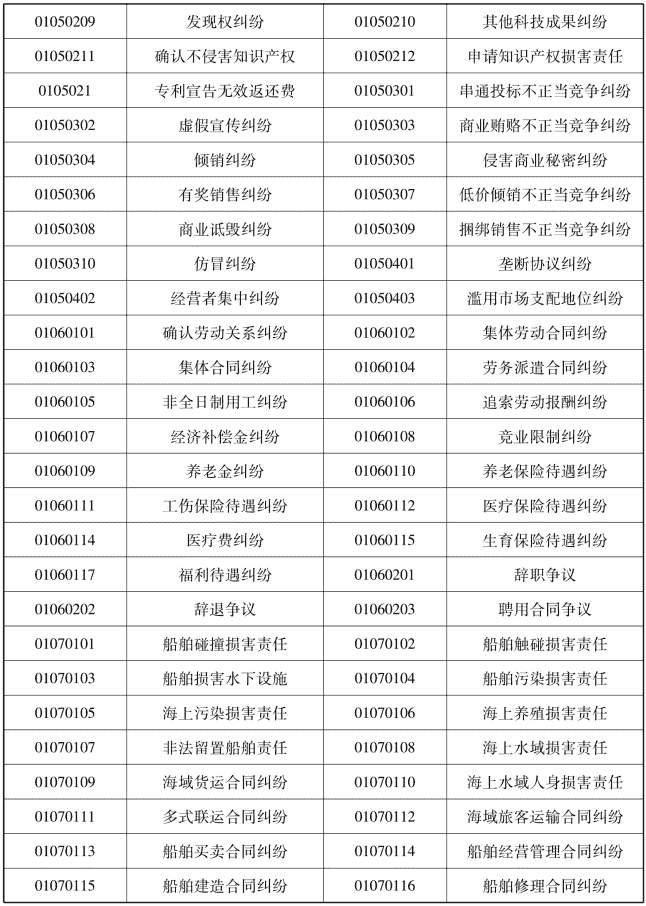 01050209 发现权纠纷 01050210 其他科技成果纠纷
01050211 确认不侵害知识产权 01050212 申请知识产权损害责任
0105021 专利宣告无效返还费 01050301 串通投标不正当竞争纠纷
01050302 虚假宣传纠纷 01050303 商业贿赂不正当竞争纠纷
01050304 倾销纠纷 01050305 侵害商业秘密纠纷
01050306 有奖销售纠纷 01050307 低价倾销不正当竞争纠纷
01050308 商业诋毁纠纷 01050309 捆绑销售不正当竞争纠纷
01050310 仿冒纠纷 01050401 垄断协议纠纷
01050402 经营者集中纠纷 01050403 滥用市场支配地位纠纷
01060101 确认劳动关系纠纷 01060102 集体劳动合同纠纷
01060103 集体合同纠纷 01060104 劳务派遣合同纠纷
01060105 非全日制用工纠纷 01060106 追索劳动报酬纠纷
01060107 经济补偿金纠纷 01060108 竞业限制纠纷
01060109 养老金纠纷 01060110 养老保险待遇纠纷
01060111 工伤保险待遇纠纷 01060112 医疗保险待遇纠纷
01060114 医疗费纠纷 01060115 生育保险待遇纠纷
01060117 福利待遇纠纷 01060201 辞职争议
01060202 辞退争议 01060203 聘用合同争议
01070101 船舶碰撞损害责任 01070102 船舶触碰损害责任
01070103 船舶损害水下设施 01070104 船舶污染损害责任
01070105 海上污染损害责任 01070106 海上养殖损害责任
01070107 非法留置船舶责任 01070108 海上水域损害责任
01070109 海域货运合同纠纷 01070110 海上水域人身损害责任
01070111 多式联运合同纠纷 01070112 海域旅客运输合同纠纷
01070113 船舶买卖合同纠纷 01070114 船舶经营管理合同纠纷
01070115 船舶建造合同纠纷 01070116 船舶修理合同纠纷